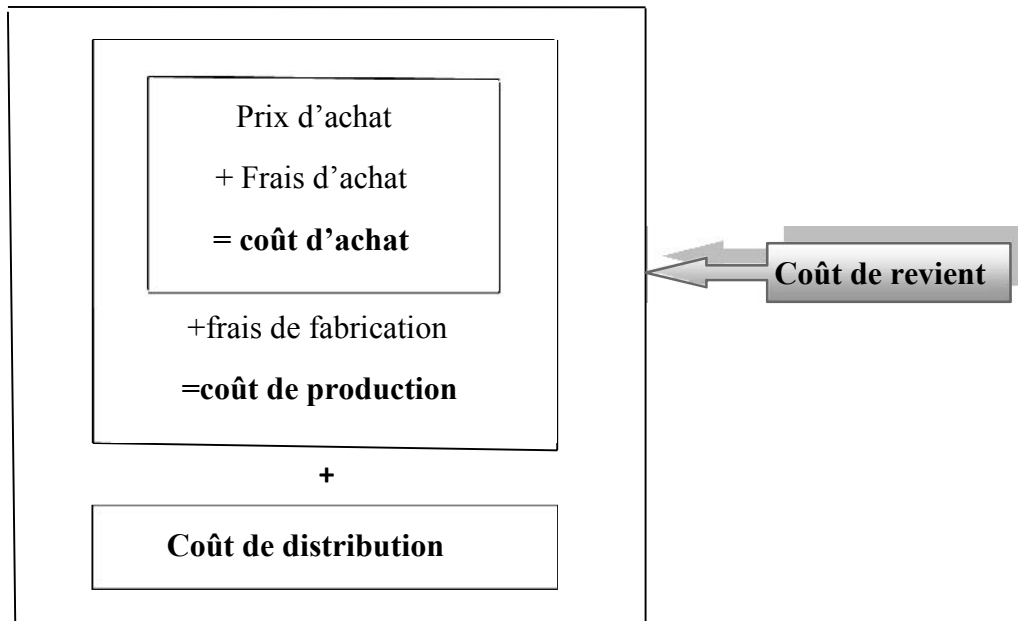 Prix d’achat
+ Frais d’achat
= coût d’achat
+frais de fabrication
=coût de production
+
Coût de distribution
Coût de revient